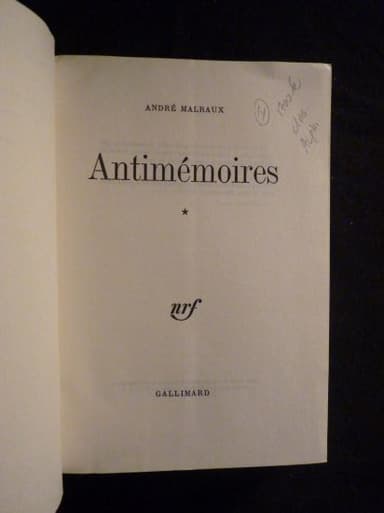 ANDRÉ MALRAUX
Antimémoires
*
nrf
GALLIMARD